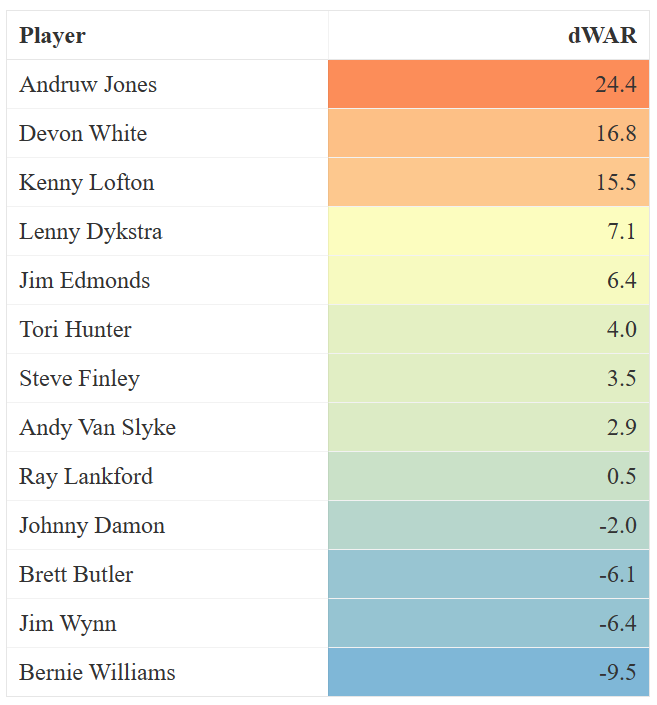 Player dWAR
Andruw Jones 24.4
Devon White 16.8
Kenny Lofton 15.5
Lenny Dykstra 7.1
Jim Edmonds 6.4
Tori Hunter 4.0
Steve Finley 3.5
Andy Van Slyke 2.9
Ray Lankford 0.5
Johnny Damon -2.0
Brett Butler -6.1
Jim Wynn -6.4
Bernie Williams -9.5